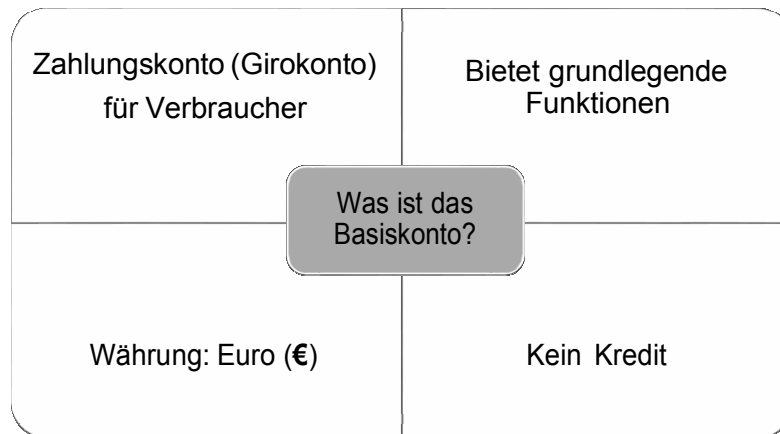 Zahlungskonto (Girokonto)
für Verbraucher
Bietet grundlegende
Funktionen
Was ist das
Basiskonto?
Währung: Euro (€)
Kein Kredit